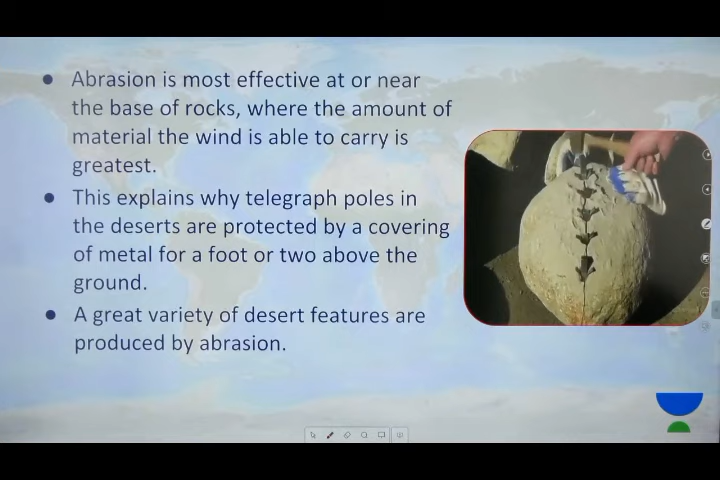 Abrasion is most effective at or near
the base of rocks, where the amount of
material the wind is able to carry is
greatest.
This explains why telegraph poles in
the deserts are protected by a covering
of metal for a foot or two above the
ground.
A great variety of desert features are
produced by abrasion.